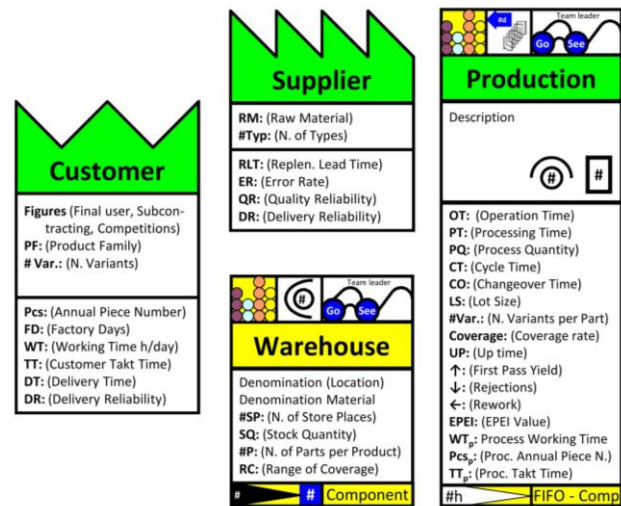 Customer
Figures (Final user, Subcon-
tracting, Competitions)
PF: (Product Family)
# Var.: (N. Variants)
Pcs: (Annual Piece Number)
FD: (Factory Days)
WT: (Working Time h/day)
TT: (Customer Takt Time)
DT: (Delivery Time)
DR: (Delivery Reliability)
Supplier
RM: (Raw Material)
#Typ: (N. of Types)
RLT: (Replen. Lead Time)
ER: (Error Rate)
QR: (Quality Reliability)
DR: (Delivery Reliability)
#
Team leader
Go See
Warehouse
Denomination (Location)
Denomination Material
#SP: (N. of Store Places)
SQ: (Stock Quantity)
#P: (N. of Parts per Product)
RC: (Range of Coverage)
# # Component
#d
Team leader
Go See
Production
Description
# #
OT: (Operation Time)
PT: (Processing Time)
PQ: (Process Quantity)
CT: (Cycle Time)
CO: (Changeover Time)
LS: (Lot Size)
#Var.: (N. Variants per Part)
Coverage: (Coverage rate)
UP: (Up time)
↑: (First Pass Yield)
↓: (Rejections)
←: (Rework)
EPEI: (EPEI Value)
WTp: Process Working Time
Pcsp: (Proc. Annual Piece N.)
TTp: (Proc. Takt Time)
#h FIFO - Comp